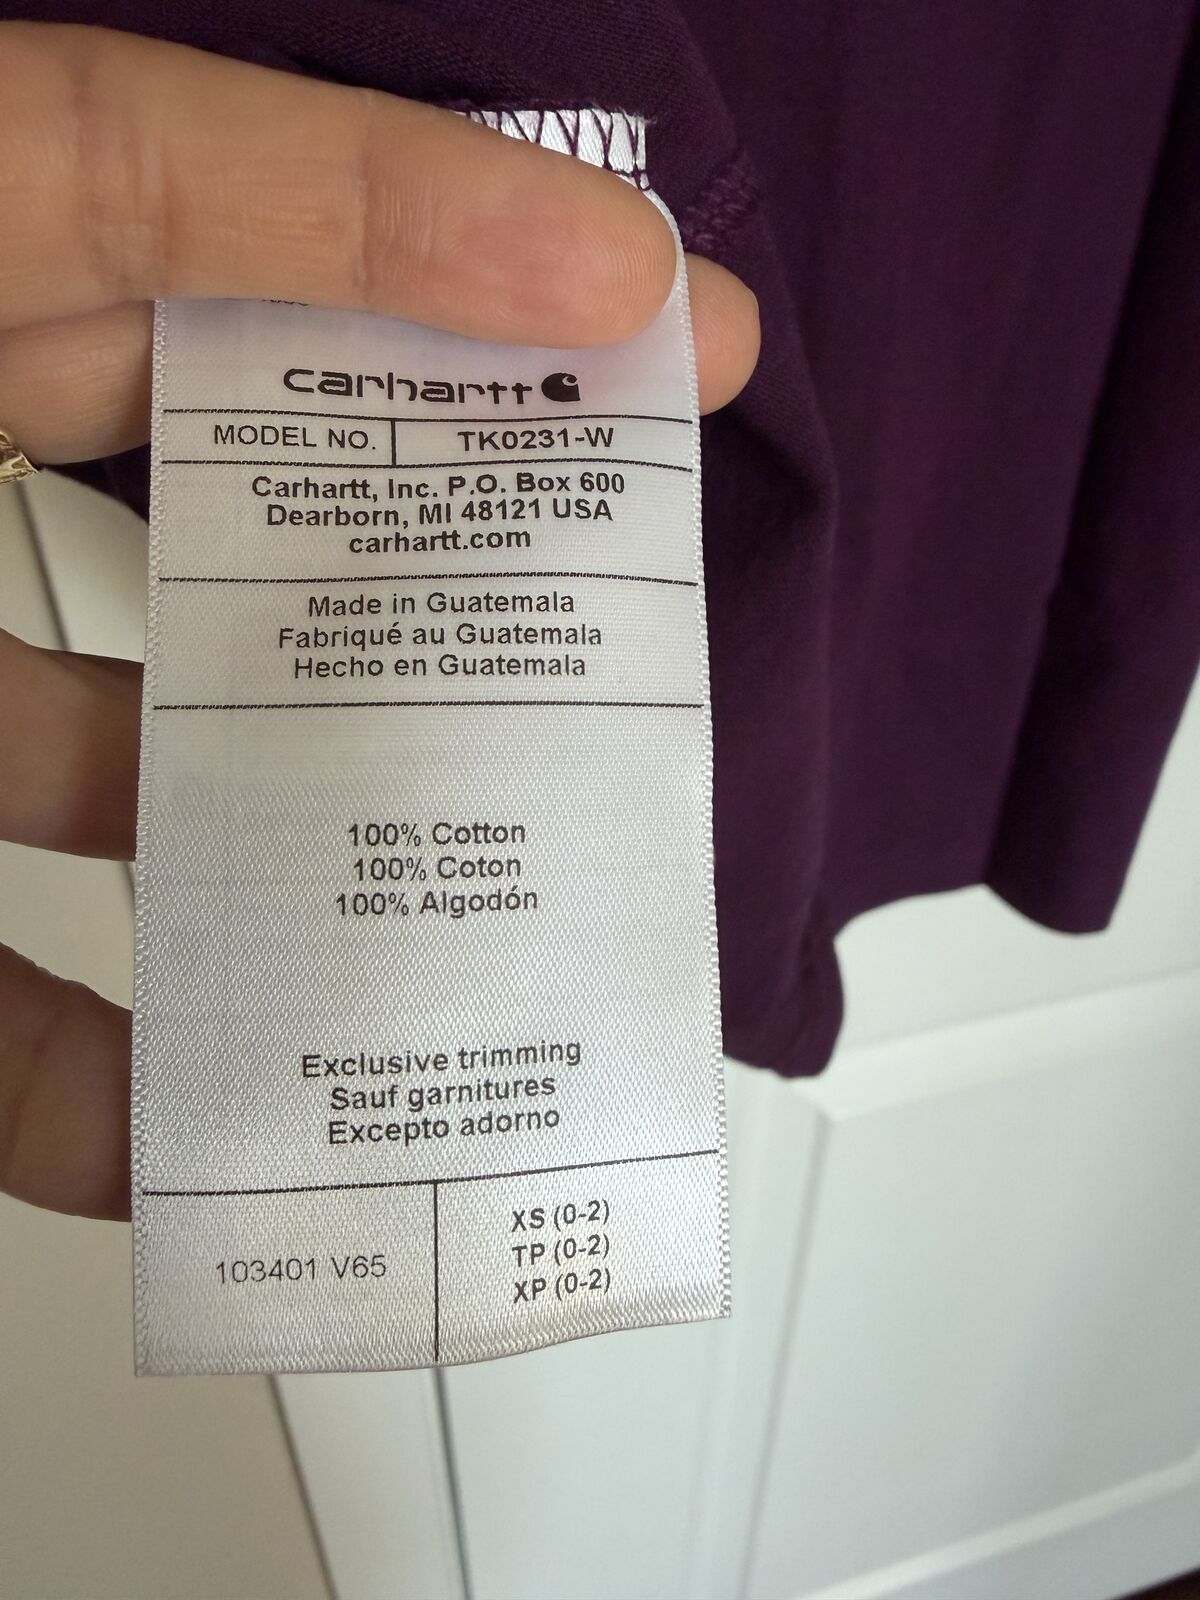 carhartt
MODEL NO. TK0231-W
Carhartt, Inc. P.O. Box 600
Dearborn, MI 48121 USA
carhartt.com
Made in Guatemala
Fabriqué au Guatemala
Hecho en Guatemala
100% Cotton
100% Coton
100% Algodón
Exclusive trimming
Sauf garnitures
Excepto adorno
103401 V65
XS (0-2)
TP (0-2)
XP (0-2)